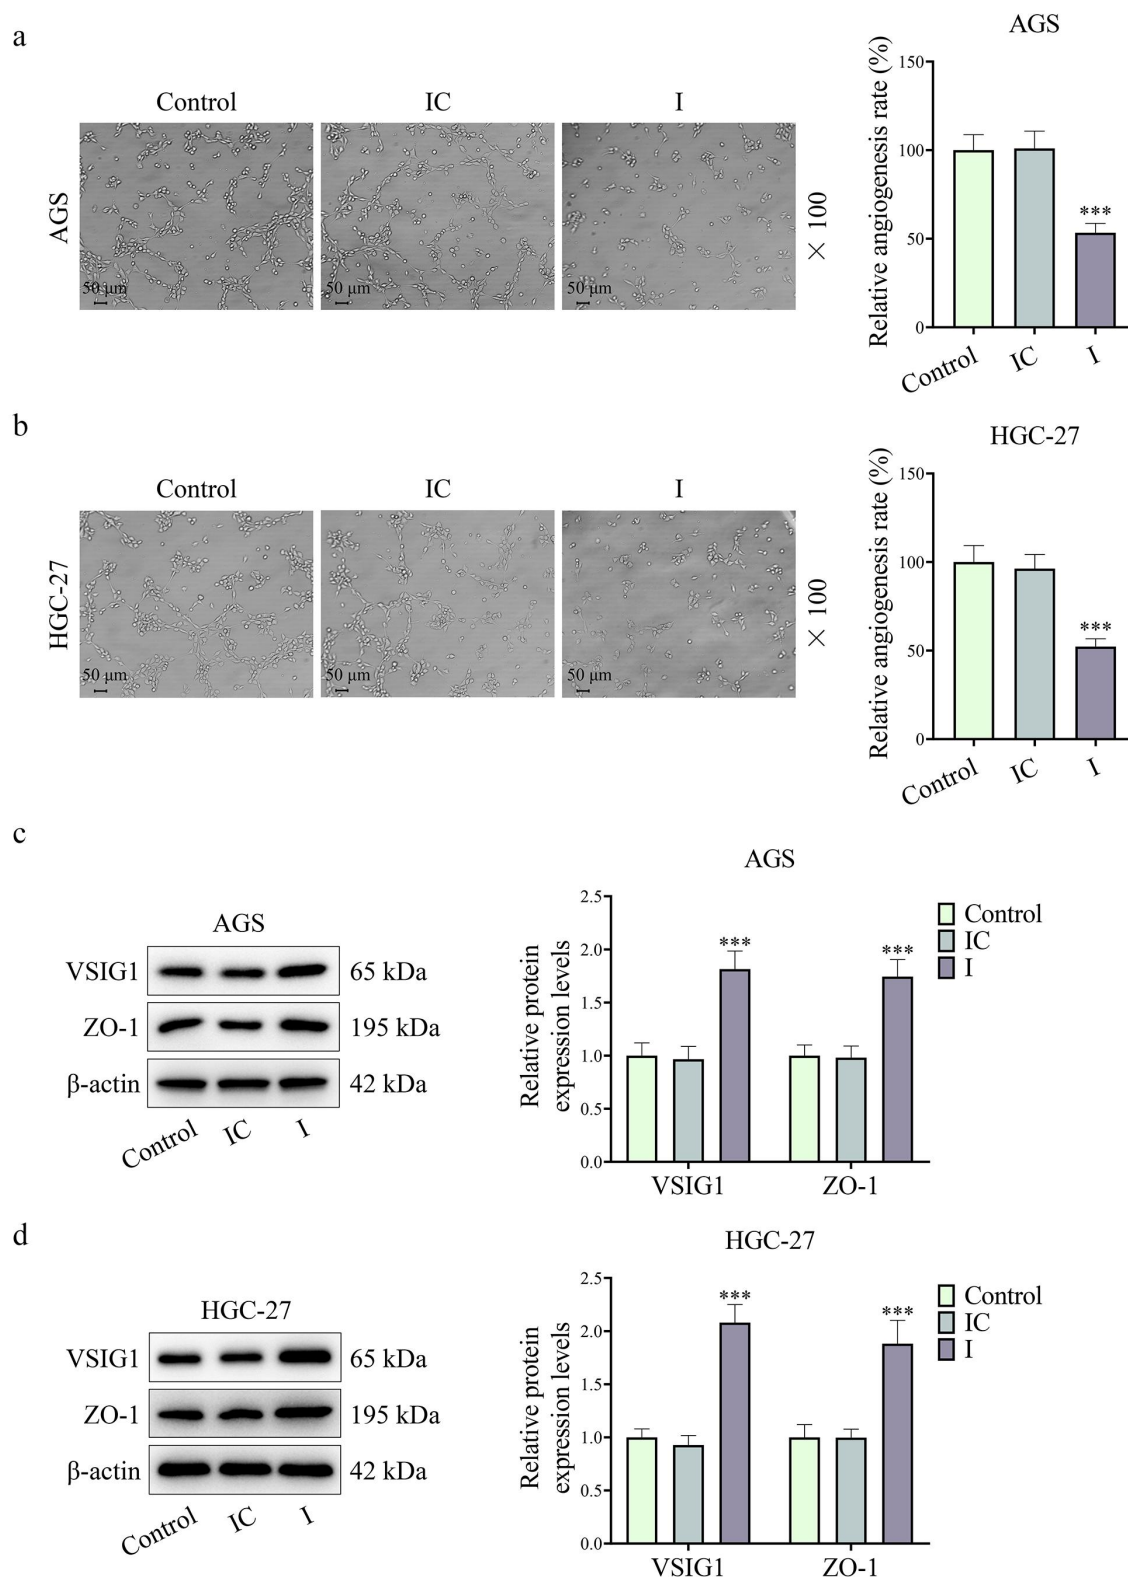 a
Control
IC
I
AGS
50 μm
50 μm
50 μm
× 100
AGS
Relative angiogenesis rate (%)
150
100
50
0
***
Control
IC
I
b
Control
IC
I
HGC-27
50 μm
50 μm
50 μm
× 100
HGC-27
Relative angiogenesis rate (%)
150
100
50
0
***
Control
IC
I
c
AGS
VSIG1
65 kDa
ZO-1
195 kDa
β-actin
42 kDa
Control
IC
I
AGS
Relative protein
expression levels
2.5
2.0
1.5
1.0
0.5
0.0
***
***
VSIG1
ZO-1
Control
IC
I
d
HGC-27
VSIG1
65 kDa
ZO-1
195 kDa
β-actin
42 kDa
Control
IC
I
HGC-27
Relative protein
expression levels
2.5
2.0
1.5
1.0
0.5
0.0
***
***
VSIG1
ZO-1
Control
IC
I